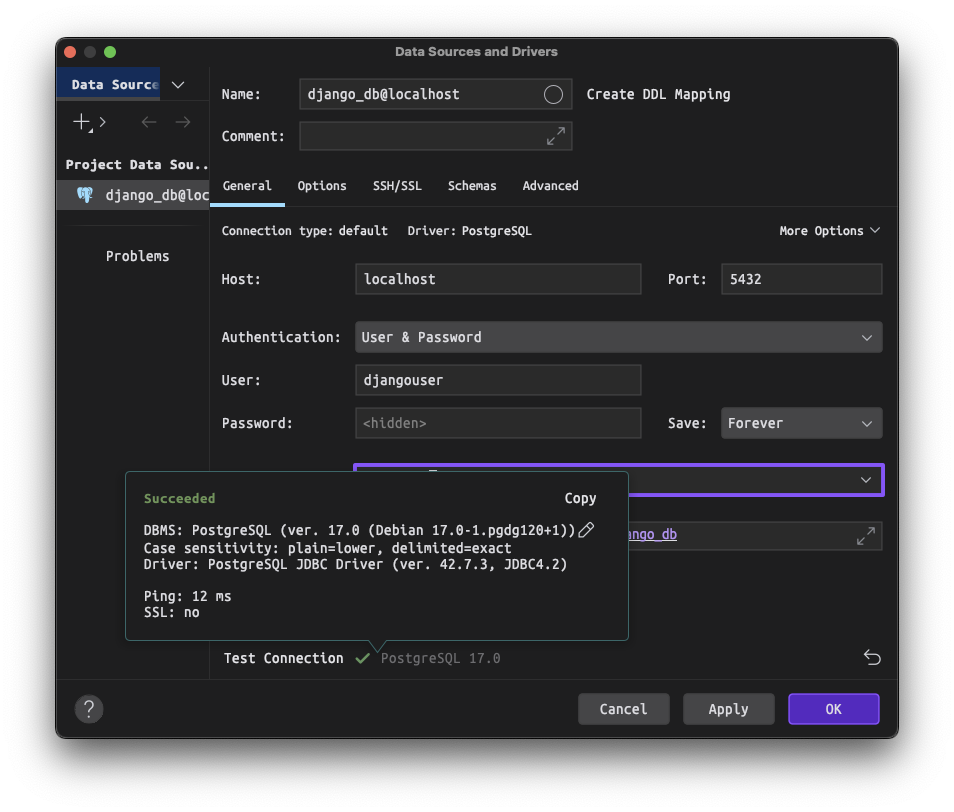 Data Sources and Drivers
Data Source
Name: django_db@localhost Create DDL Mapping
Comment:
Project Data Sou..
django_db@loc
Problems
General Options SSH/SSL Schemas Advanced
Connection type: default Driver: PostgreSQL More Options
Host: localhost Port: 5432
Authentication: User & Password
User: djangouser
Password: <hidden> Save: Forever
ango_db
Succeeded Copy
DBMS: PostgreSQL (ver. 17.0 (Debian 17.0-1.pgdg120+1))
Case sensitivity: plain=lower, delimited=exact
Driver: PostgreSQL JDBC Driver (ver. 42.7.3, JDBC4.2)
Ping: 12 ms
SSL: no
Test Connection PostgreSQL 17.0
? Cancel Apply OK